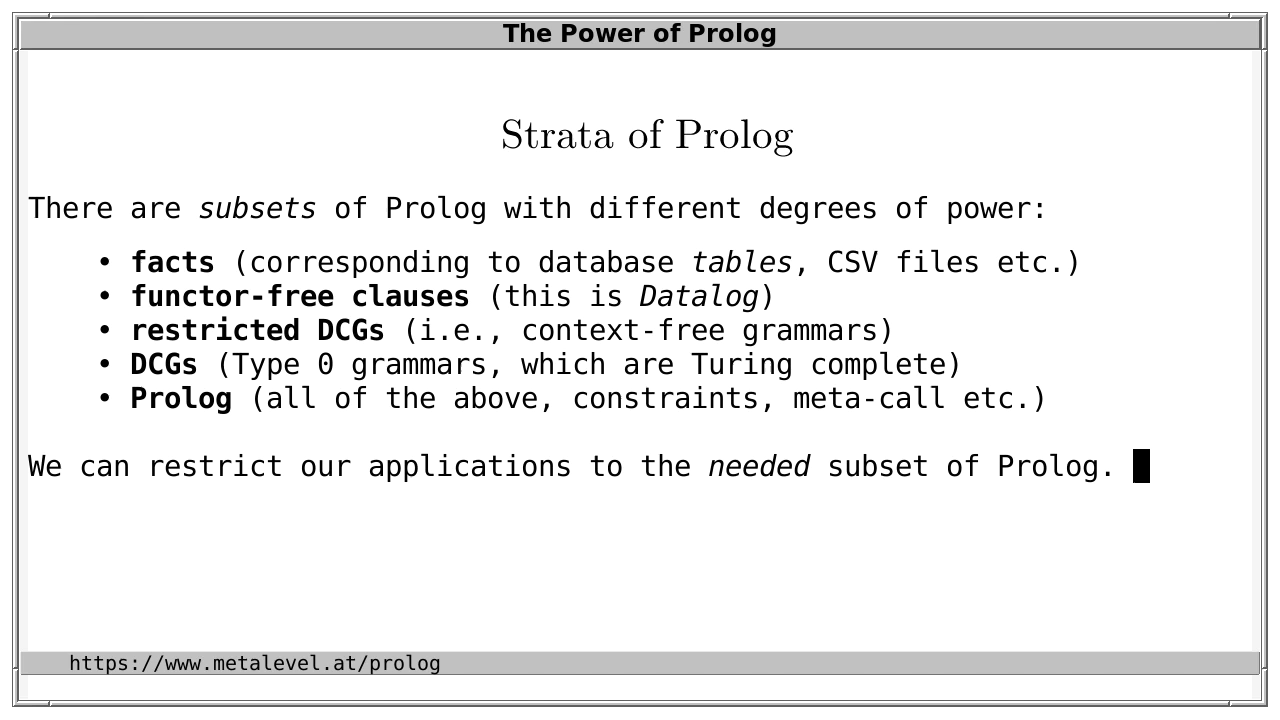 The Power of Prolog
Strata of Prolog
There are subsets of Prolog with different degrees of power:
• facts (corresponding to database tables, CSV files etc.)
• functor-free clauses (this is Datalog)
• restricted DCGs (i.e., context-free grammars)
• DCGs (Type 0 grammars, which are Turing complete)
• Prolog (all of the above, constraints, meta-call etc.)
We can restrict our applications to the needed subset of Prolog.
https://www.metalevel.at/prolog